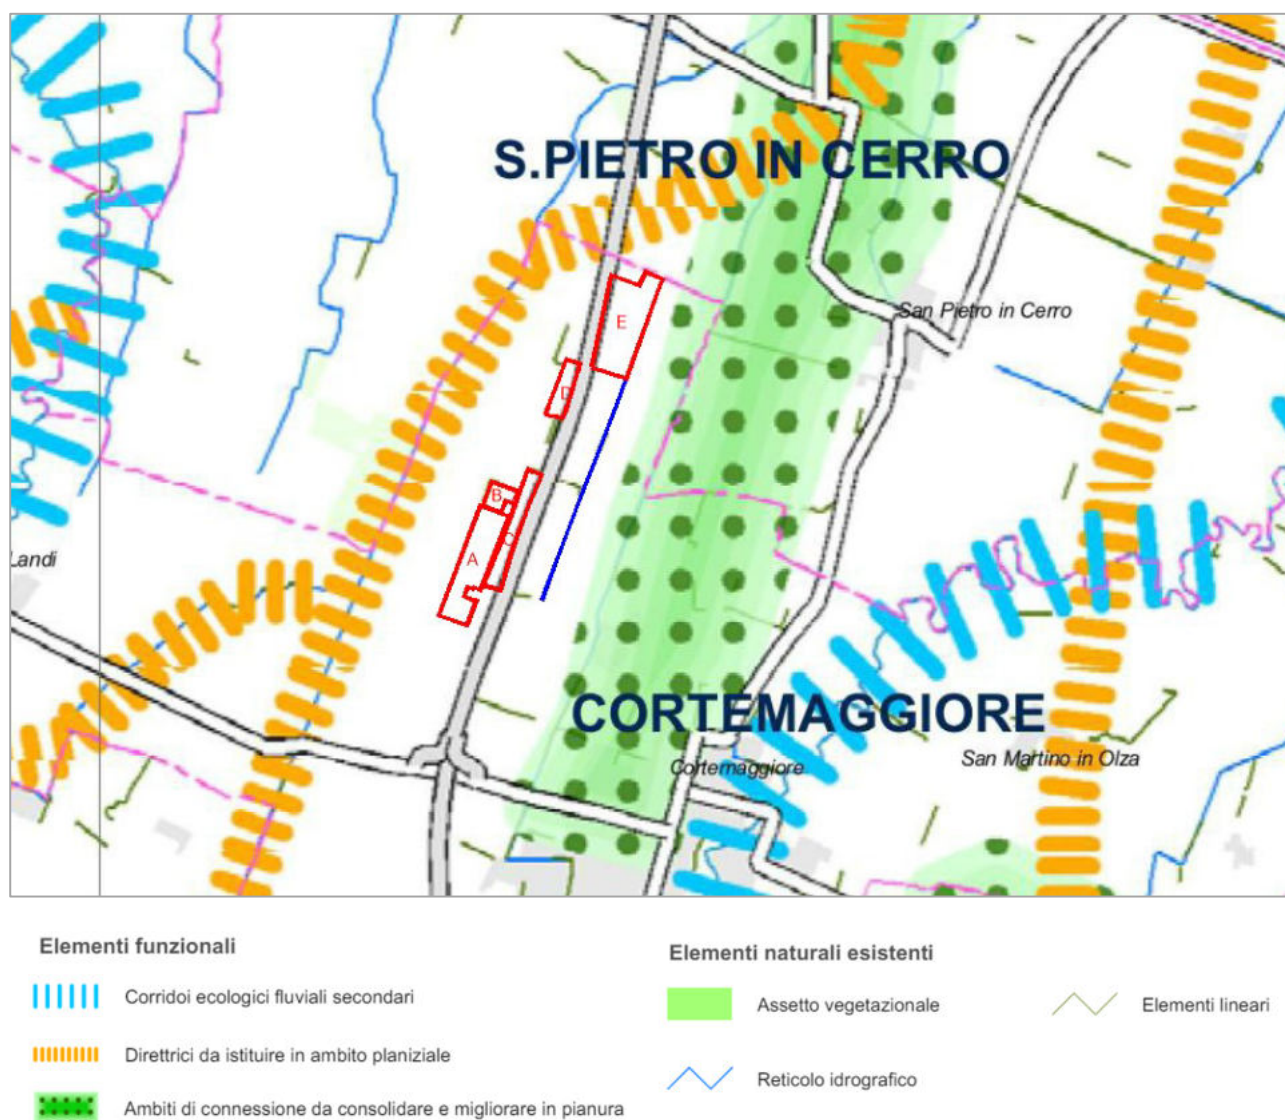 S.PIETRO IN CERRO
San Pietro in Cerro
E
D
B
C
A
Landi
CORTEMAGGIORE
Cortemaggiore
San Martino in Olza
Elementi funzionali
Corridoi ecologici fluviali secondari
Direttrici da istituire in ambito planiziale
Ambiti di connessione da consolidare e migliorare in pianura
Elementi naturali esistenti
Assetto vegetazionale
Elementi lineari
Reticolo idrografico